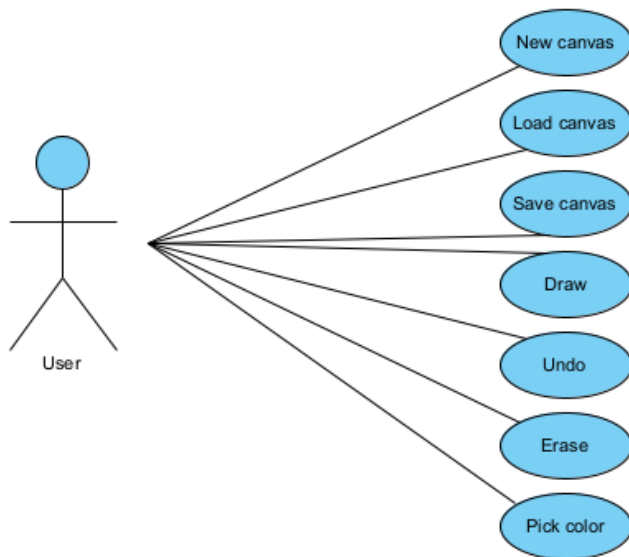 New canvas
Load canvas
Save canvas
Draw
User
Undo
Erase
Pick color